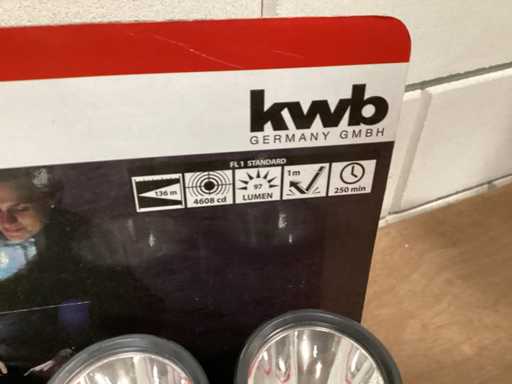 kwb
GERMANY GMBH
FL1 STANDARD
136 m
4608 cd
97
LUMEN
1m
250 min